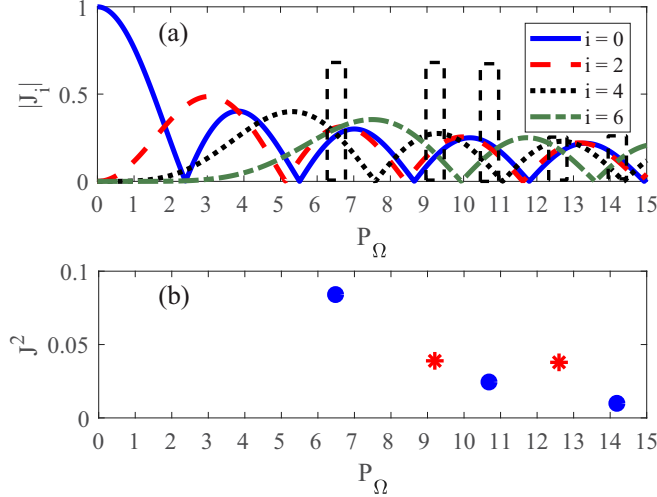 (a)
1
0.5
0
|J_i|
i = 0
i = 2
i = 4
i = 6
0 1 2 3 4 5 6 7 8 9 10 11 12 13 14 15
P_Ω
(b)
0.1
0.05
0
J²
0 1 2 3 4 5 6 7 8 9 10 11 12 13 14 15
P_Ω